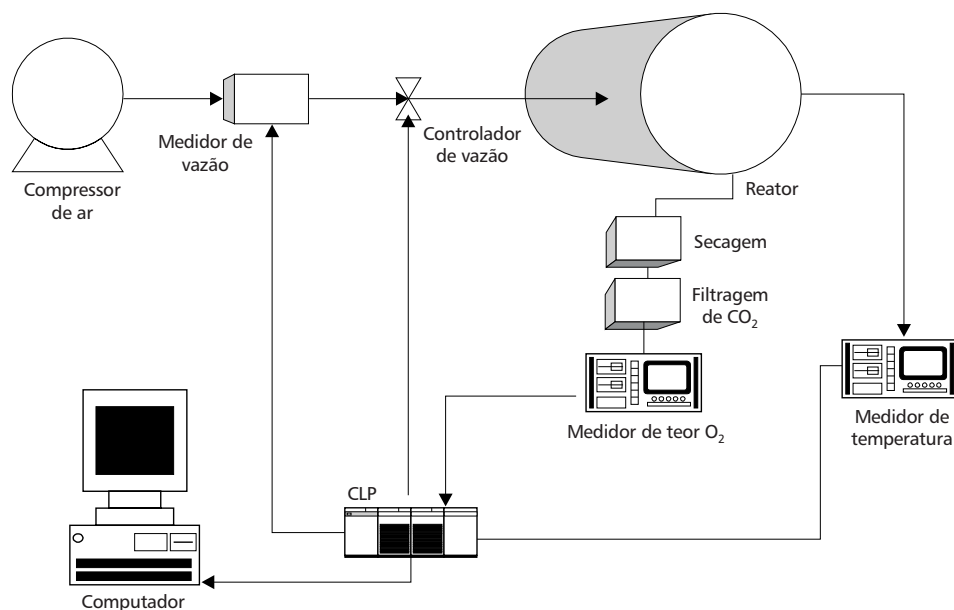 Compressor
de ar
Medidor de
vazão
Controlador
de vazão
Reator
Secagem
Filtragem
de CO₂
Medidor de teor O₂
Medidor de
temperatura
CLP
Computador